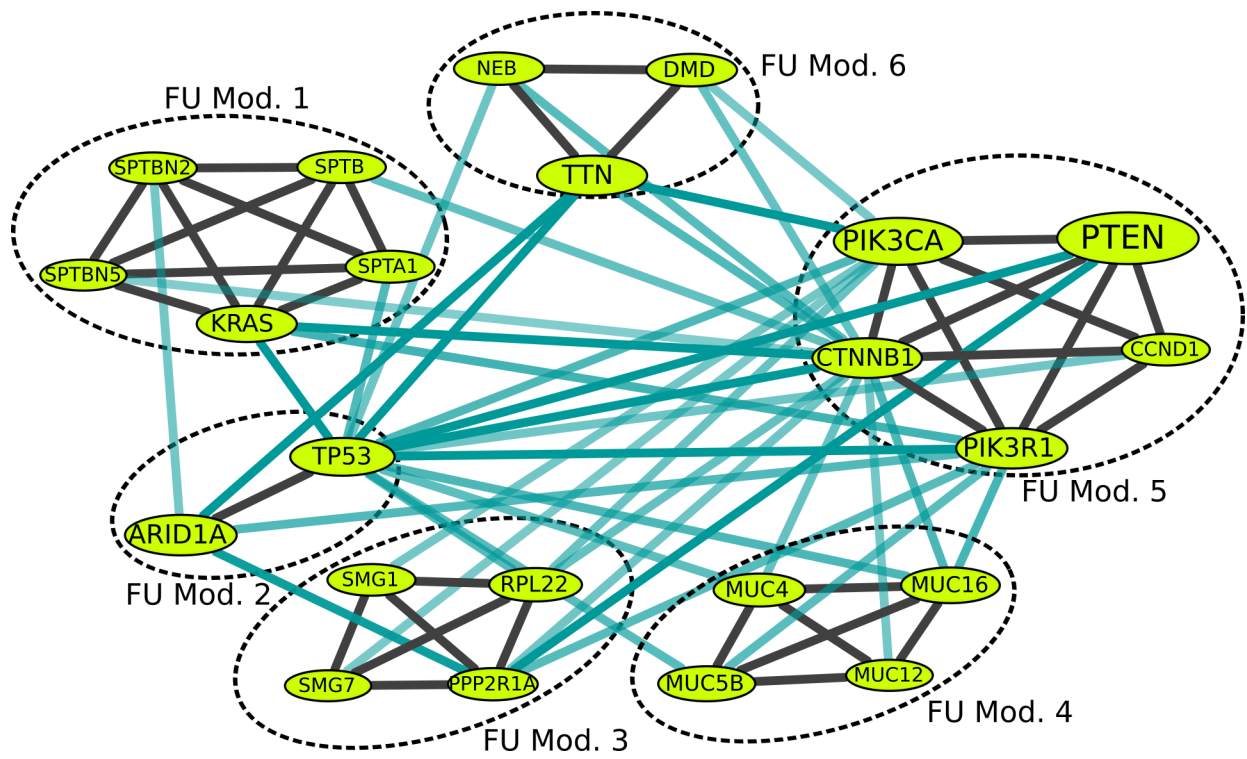 NEB
DMD
FU Mod. 6
TTN
FU Mod. 1
SPTBN2
SPTB
SPTBN5
SPTA1
KRAS
PIK3CA
PTEN
CTNNB1
CCND1
PIK3R1
FU Mod. 5
TP53
ARID1A
FU Mod. 2
SMG1
RPL22
SMG7
PPP2R1A
FU Mod. 3
MUC4
MUC16
MUC5B
MUC12
FU Mod. 4